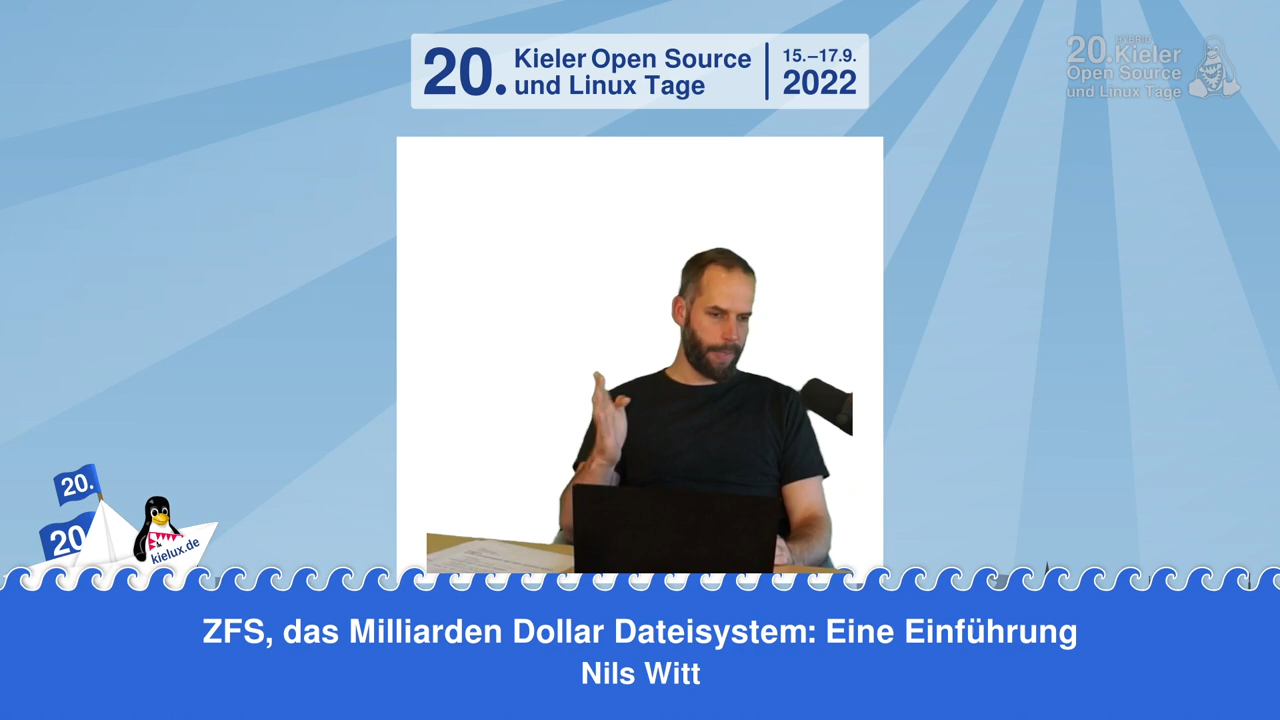 20. Kieler Open Source
und Linux Tage
15.–17.9.
2022
HYBRID
20. Kieler
Open Source
und Linux Tage
20.
20
kielux.de
ZFS, das Milliarden Dollar Dateisystem: Eine Einführung
Nils Witt